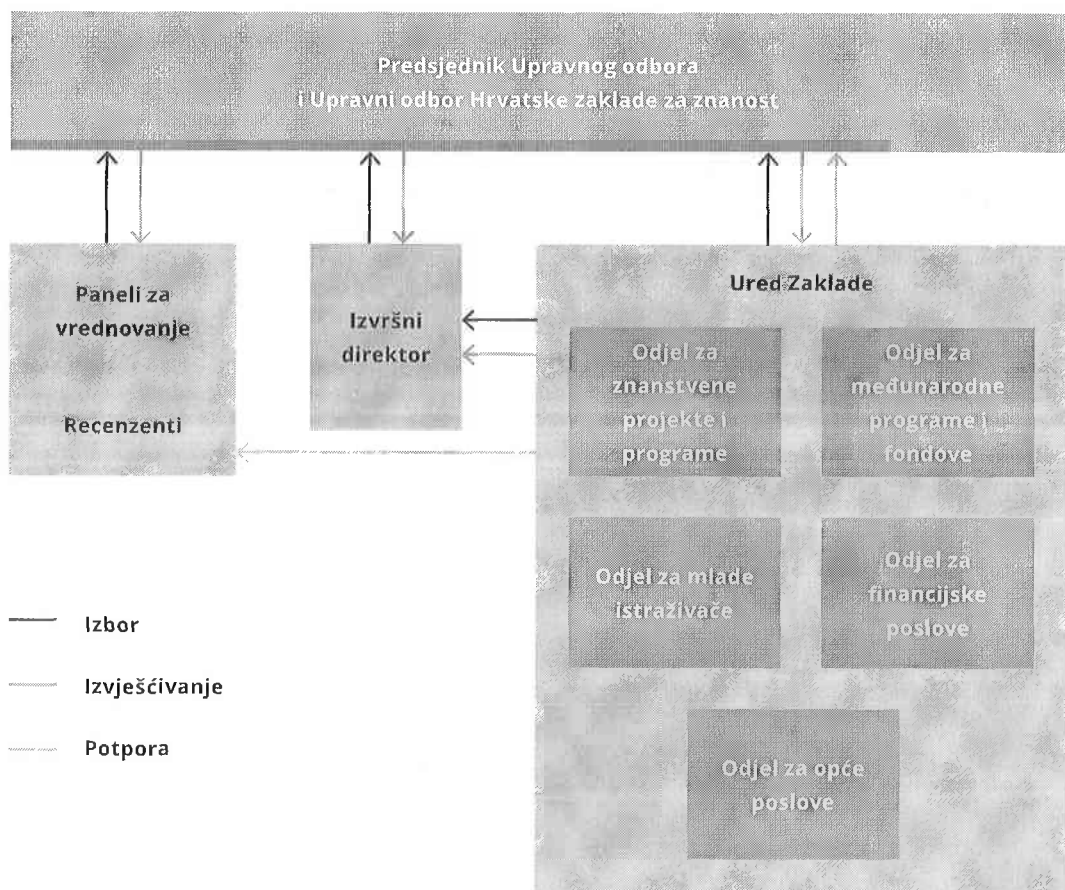 Predsjednik Upravnog odbora
i Upravni odbor Hrvatske zaklade za znanost
Paneli za
vrednovanje
Recenzenti
Izvršni
direktor
Ured Zaklade
Odjel za
znanstvene
projekte i
programe
Odjel za
međunarodne
programe i
fondove
Odjel za mlade
istraživače
Odjel za
financijske
poslove
Odjel za opće
poslove
Izbor
Izvješćivanje
Potpora